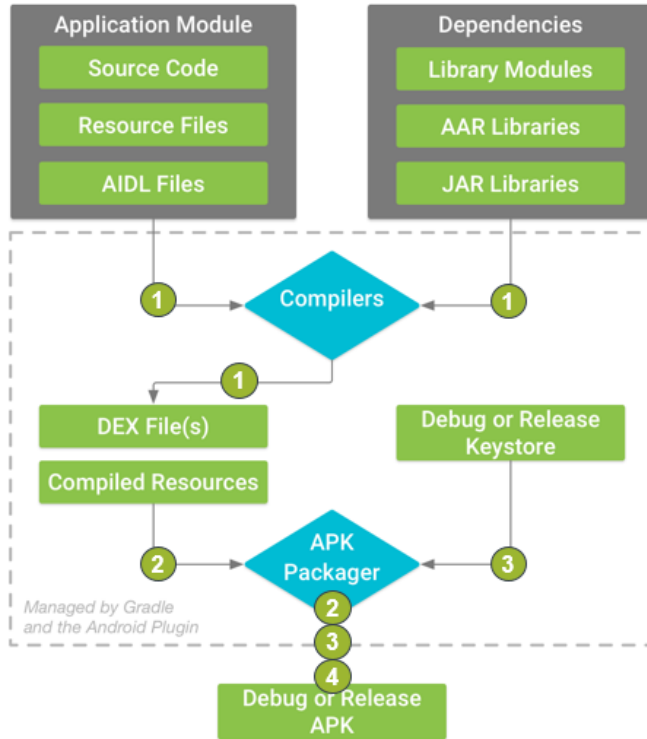 Application Module
Source Code
Resource Files
AIDL Files
Dependencies
Library Modules
AAR Libraries
JAR Libraries
1
Compilers
1
1
DEX File(s)
Compiled Resources
Debug or Release
Keystore
2
APK
Packager
3
2
Managed by Gradle
and the Android Plugin
3
4
Debug or Release
APK